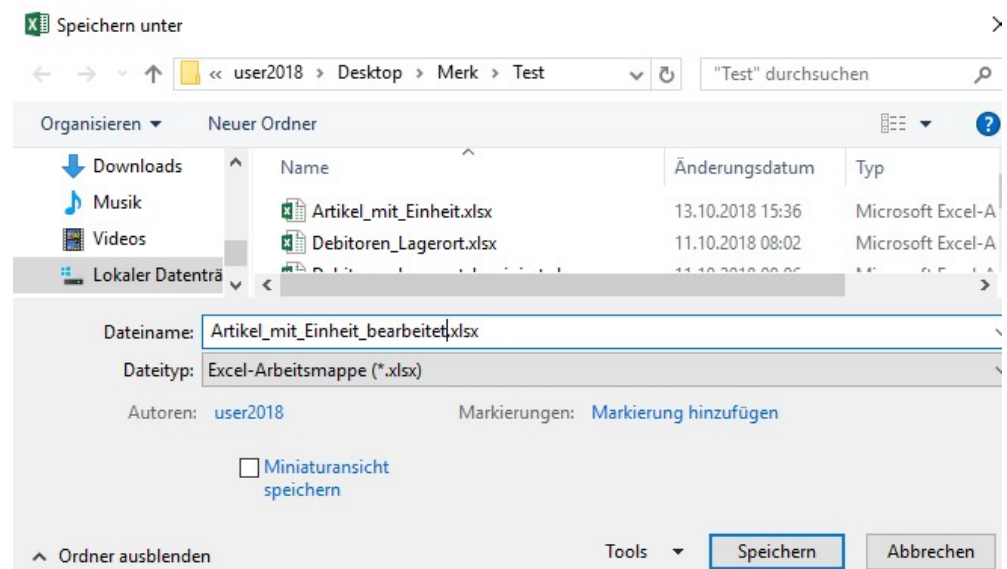 Speichern unter
« user2018 > Desktop > Merk > Test "Test" durchsuchen
Organisieren Neuer Ordner ?
Downloads
Musik
Videos
Lokaler Datenträ
Name Änderungsdatum Typ
Artikel_mit_Einheit.xlsx 13.10.2018 15:36 Microsoft Excel-A
Debitoren_Lagerort.xlsx 11.10.2018 08:02 Microsoft Excel-A
Dateiname: Artikel_mit_Einheit_bearbeitet.xlsx
Dateityp: Excel-Arbeitsmappe (*.xlsx)
Autoren: user2018 Markierungen: Markierung hinzufügen
Miniaturansicht
speichern
Ordner ausblenden Tools Speichern Abbrechen